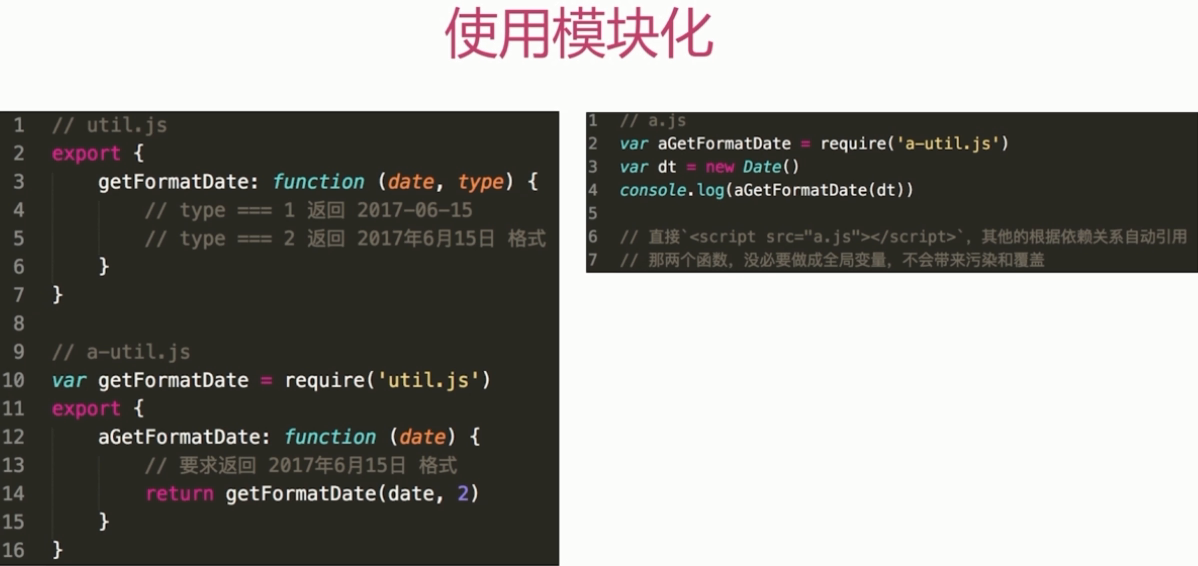 使用模块化
1 // util.js
2 export {
3 getFormatDate: function (date, type) {
4 // type === 1 返回 2017-06-15
5 // type === 2 返回 2017年6月15日 格式
6 }
7 }
8
9 // a-util.js
10 var getFormatDate = require('util.js')
11 export {
12 aGetFormatDate: function (date) {
13 // 要求返回 2017年6月15日 格式
14 return getFormatDate(date, 2)
15 }
16 }
1 // a.js
2 var aGetFormatDate = require('a-util.js')
3 var dt = new Date()
4 console.log(aGetFormatDate(dt))
5
6 // 直接`<script src="a.js"></script>`，其他的根据依赖关系自动引用
7 // 那两个函数，没必要做成全局变量，不会带来污染和覆盖